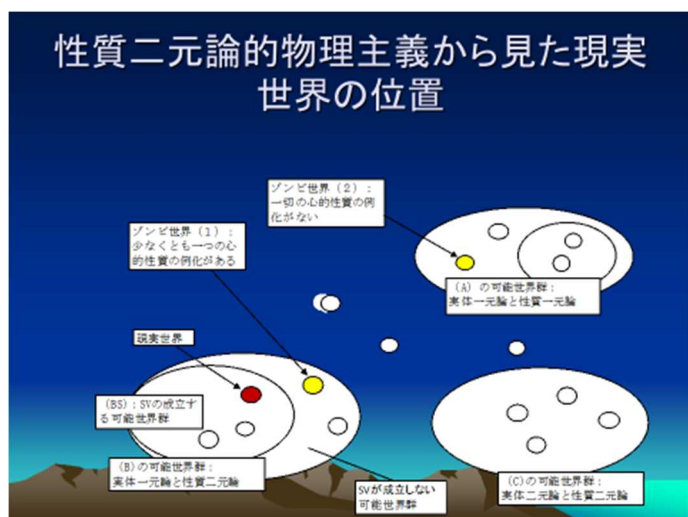 性質二元論的物理主義から見た現実
世界の位置
ゾンビ世界(2):
一切の心的性質の例
化がない
ゾンビ世界(1):
少なくとも一つの心
的性質の例化がある
(A)の可能世界群:
実体一元論と性質一元論
現実世界
(BS):SVの成立す
る可能世界群
(B)の可能世界群:
実体一元論と性質二元論
SVが成立しない
可能世界群
(C)の可能世界群:
実体二元論と性質二元論